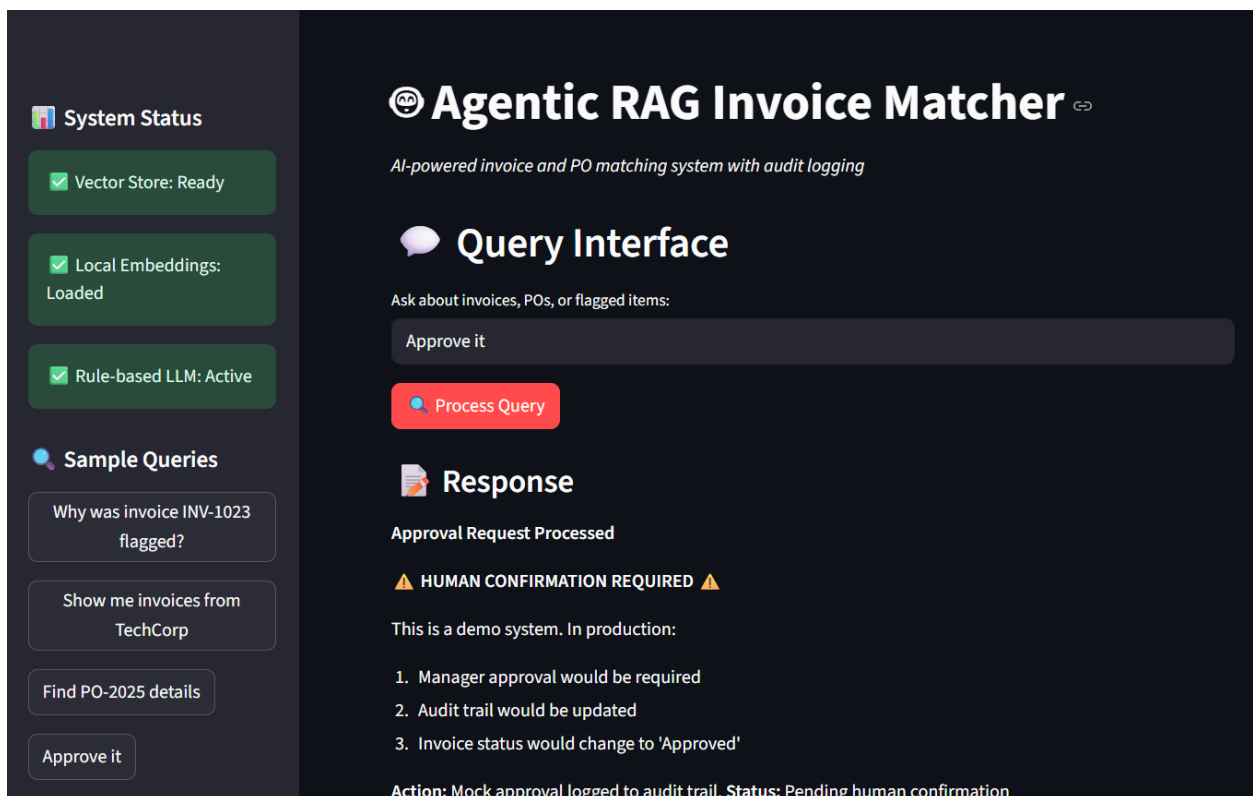 System Status
Vector Store: Ready
Local Embeddings:
Loaded
Rule-based LLM: Active
Sample Queries
Why was invoice INV-1023
flagged?
Show me invoices from
TechCorp
Find PO-2025 details
Approve it
Agentic RAG Invoice Matcher
AI-powered invoice and PO matching system with audit logging
Query Interface
Ask about invoices, POs, or flagged items:
Approve it
Process Query
Response
Approval Request Processed
HUMAN CONFIRMATION REQUIRED
This is a demo system. In production:
1. Manager approval would be required
2. Audit trail would be updated
3. Invoice status would change to 'Approved'
Action: Mock approval logged to audit trail. Status: Pending human confirmation